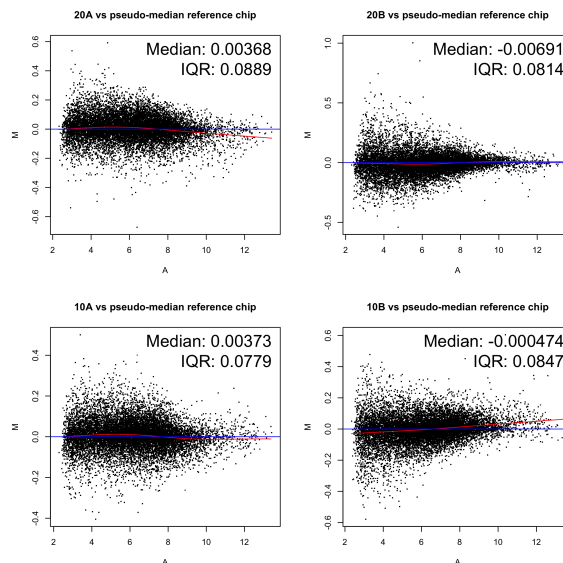 20A vs pseudo-median reference chip
Median: 0.00368
IQR: 0.0889
M
0.6
0.4
0.2
0.0
-0.2
-0.4
-0.6
2 4 6 8 10 12
A
20B vs pseudo-median reference chip
Median: -0.00691
IQR: 0.0814
M
1.0
0.5
0.0
-0.5
2 4 6 8 10 12
A
10A vs pseudo-median reference chip
Median: 0.00373
IQR: 0.0779
M
0.4
0.2
0.0
-0.2
-0.4
2 4 6 8 10 12
A
10B vs pseudo-median reference chip
Median: -0.000474
IQR: 0.0847
M
0.6
0.4
0.2
0.0
-0.2
-0.4
-0.6
2 4 6 8 10 12
A